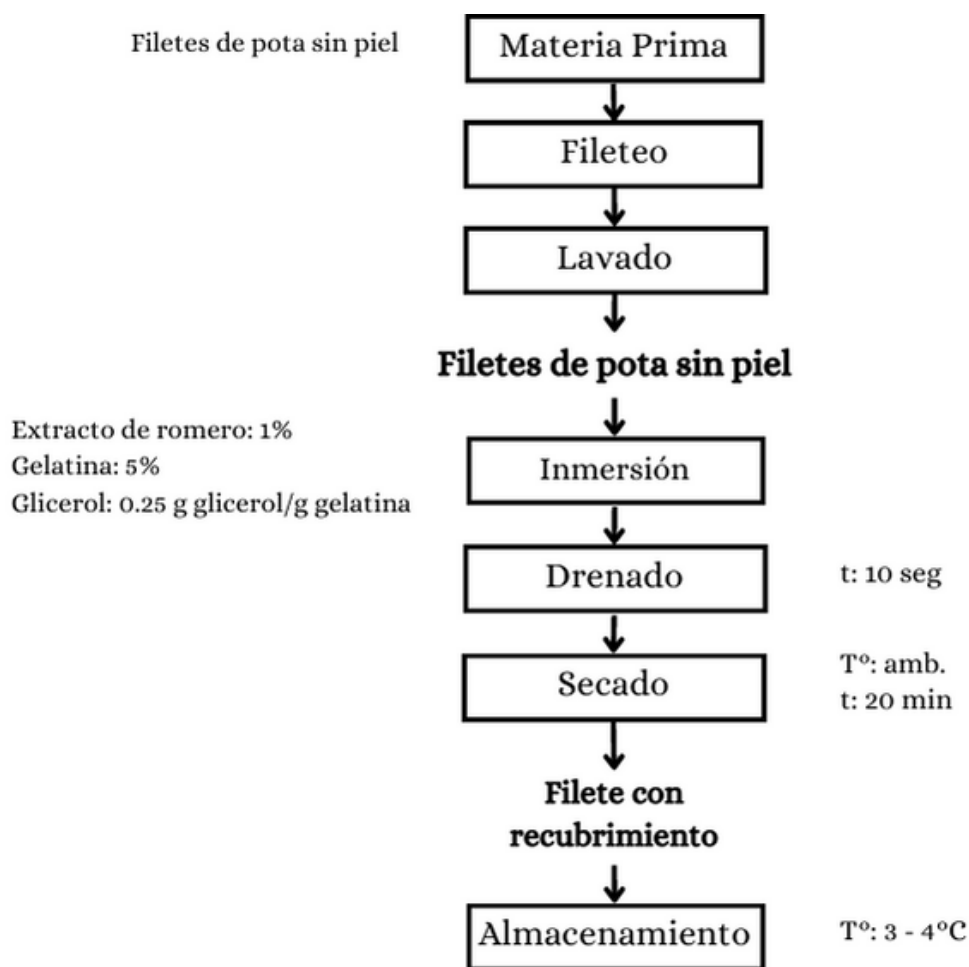 Filetes de pota sin piel
Materia Prima
Fileteo
Lavado
Filetes de pota sin piel
Extracto de romero: 1%
Gelatina: 5%
Glicerol: 0.25 g glicerol/g gelatina
Inmersión
Drenado
t: 10 seg
Secado
Tº: amb.
t: 20 min
Filete con
recubrimiento
Almacenamiento
Tº: 3 - 4ºC